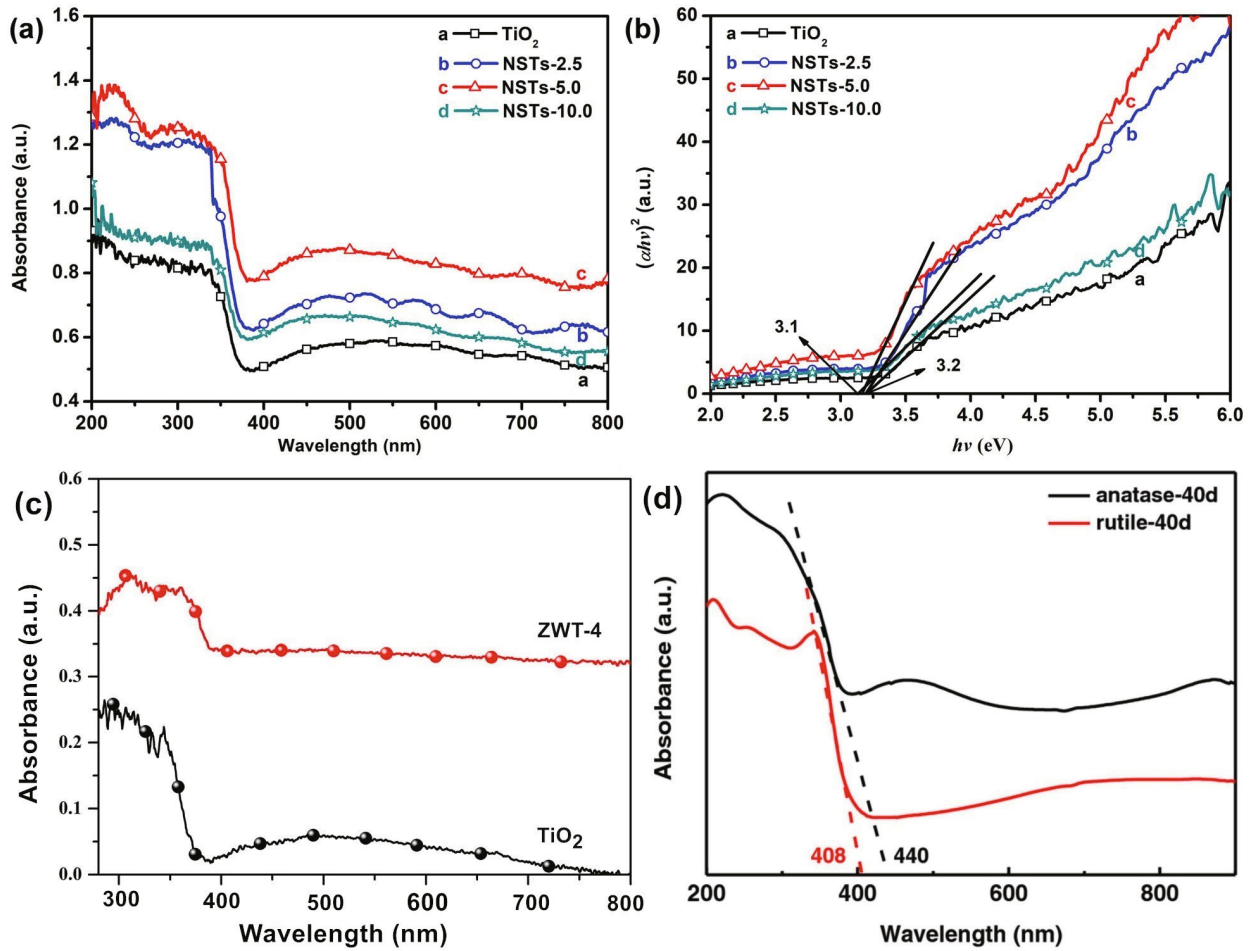 (a)
a TiO2
b NSTs-2.5
c NSTs-5.0
d NSTs-10.0
1.6
1.4
1.2
1.0
0.8
0.6
0.4
Absorbance (a.u.)
c
b
d
a
200 300 400 500 600 700 800
Wavelength (nm)
(b)
a TiO2
b NSTs-2.5
c NSTs-5.0
d NSTs-10.0
60
50
40
30
20
10
0
(αhν)2 (a.u.)
c
b
d
a
3.1
3.2
2.0 2.5 3.0 3.5 4.0 4.5 5.0 5.5 6.0
hν (eV)
(c)
0.6
0.5
0.4
0.3
0.2
0.1
0.0
Absorbance (a.u.)
ZWT-4
TiO2
300 400 500 600 700 800
Wavelength (nm)
(d)
anatase-40d
rutile-40d
Absorbance (a.u.)
408 440
200 400 600 800
Wavelength (nm)